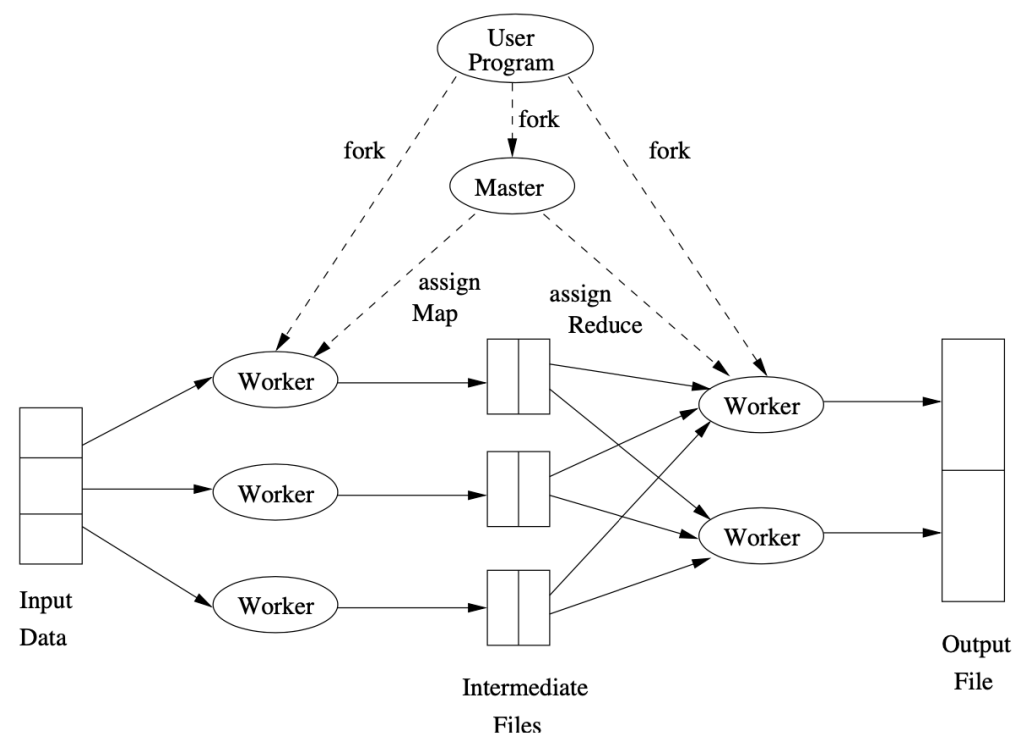 User
Program
fork
fork
fork
Master
assign
Map
assign
Reduce
Worker
Worker
Worker
Worker
Worker
Input
Data
Intermediate
Files
Output
File